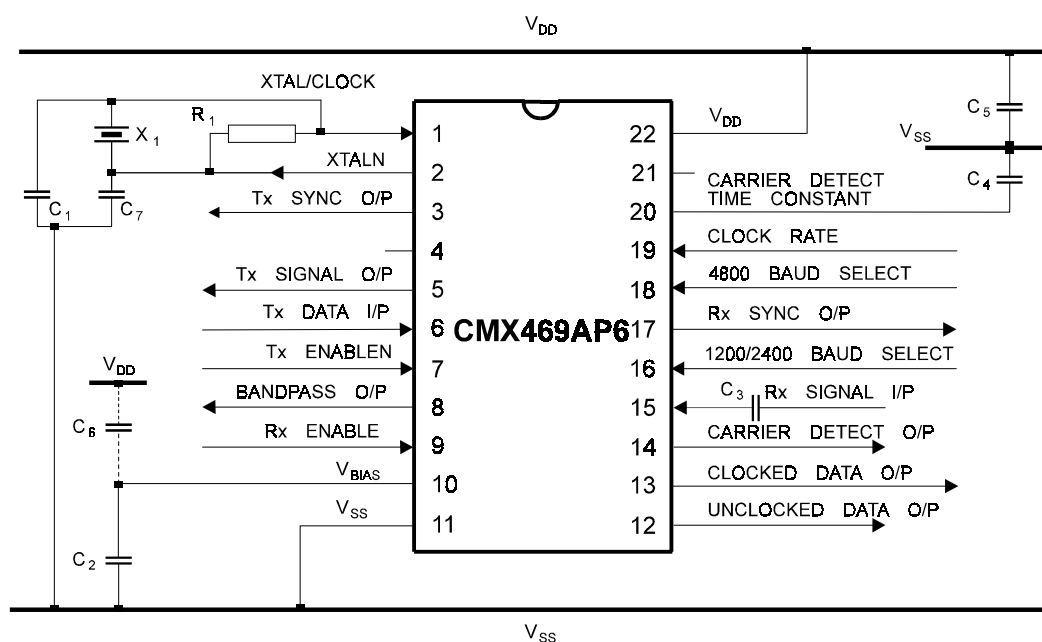 VDD
XTAL/CLOCK
R1
X1
C1
C7
XTALN
Tx SYNC O/P
Tx SIGNAL O/P
Tx DATA I/P
Tx ENABLEN
BANDPASS O/P
Rx ENABLE
VBIAS
VSS
VDD
C6
C2
1
2
3
4
5
6
7
8
9
10
11
CMX469AP6
22
21
20
19
18
17
16
15
14
13
12
VDD
CARRIER DETECT
TIME CONSTANT
CLOCK RATE
4800 BAUD SELECT
Rx SYNC O/P
1200/2400 BAUD SELECT
C3 Rx SIGNAL I/P
CARRIER DETECT O/P
CLOCKED DATA O/P
UNCLOCKED DATA O/P
C5
VSS
C4
VSS